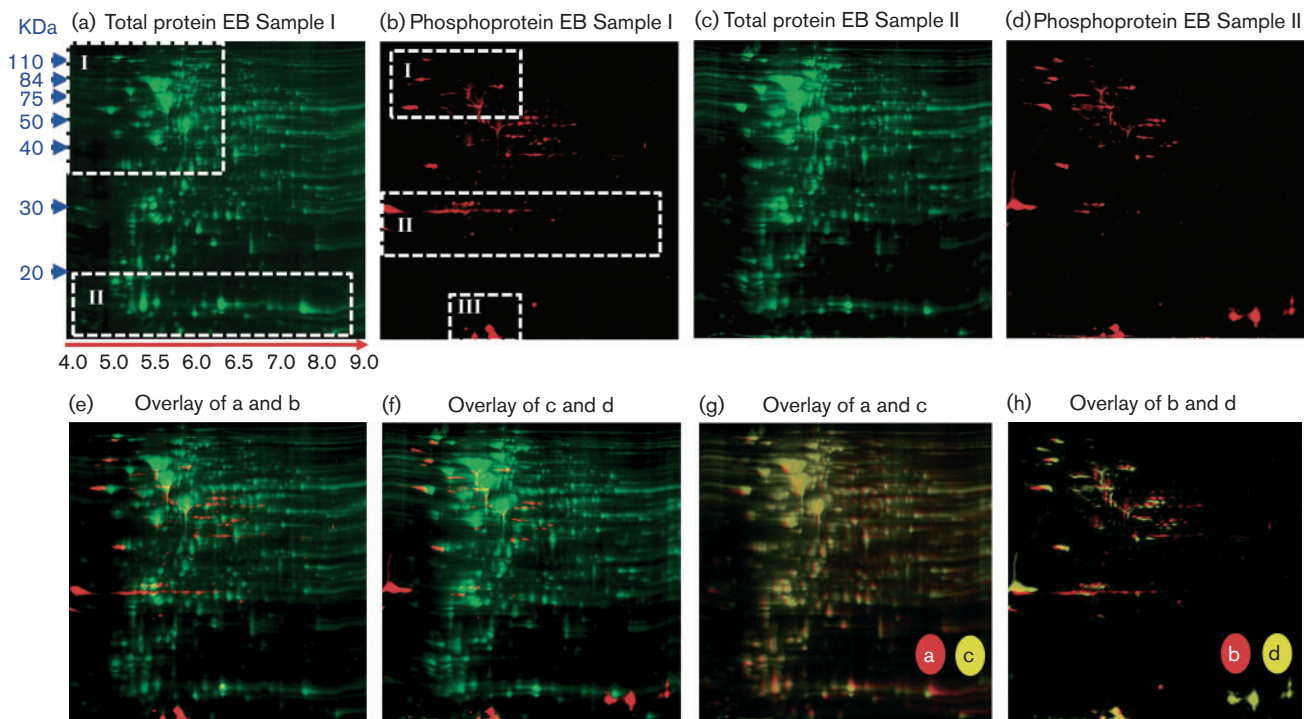 (a) Total protein EB Sample I
(b) Phosphoprotein EB Sample I
(c) Total protein EB Sample II
(d) Phosphoprotein EB Sample II
KDa
110
84
75
50
40
30
20
I
II
I
II
III
4.0 5.0 5.5 6.0 6.5 7.0 8.0 9.0
(e) Overlay of a and b
(f) Overlay of c and d
(g) Overlay of a and c
(h) Overlay of b and d
a c
b d